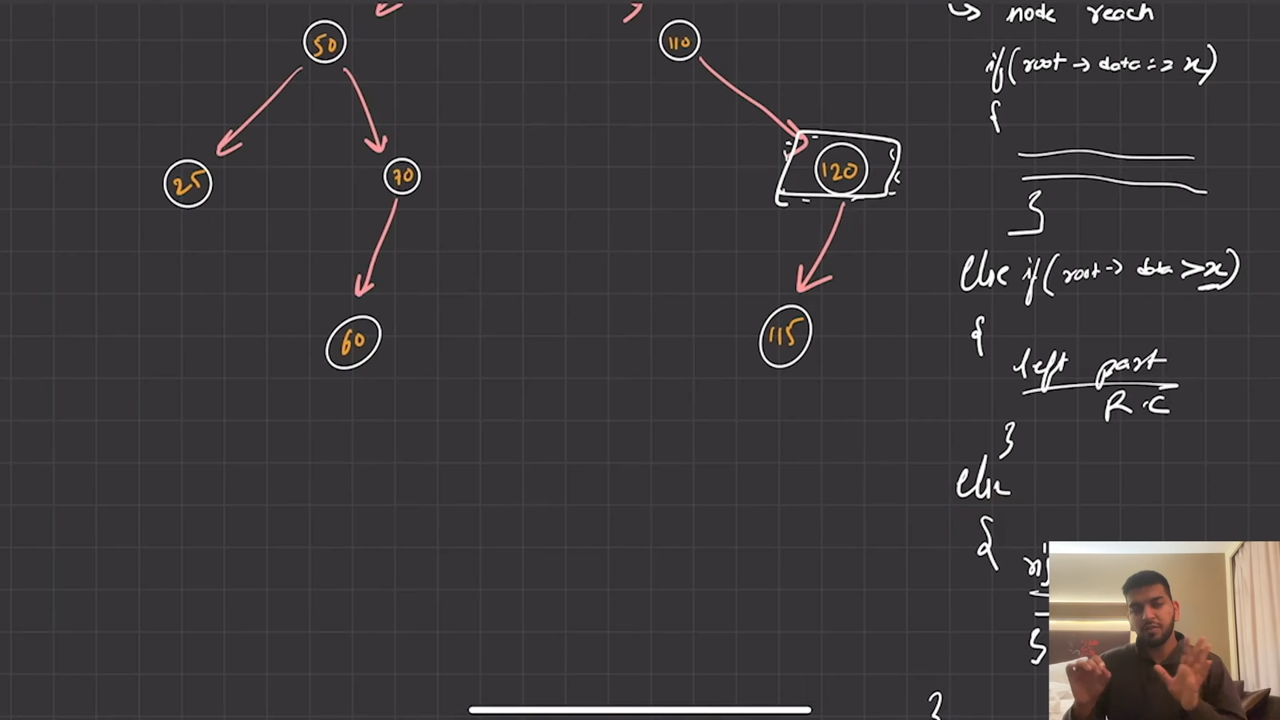 50
110
25
70
120
60
115
↳ node reach
if(root → data == x)
{
}
else if(root → data > x)
{
left part
R.C
}
else
{
}